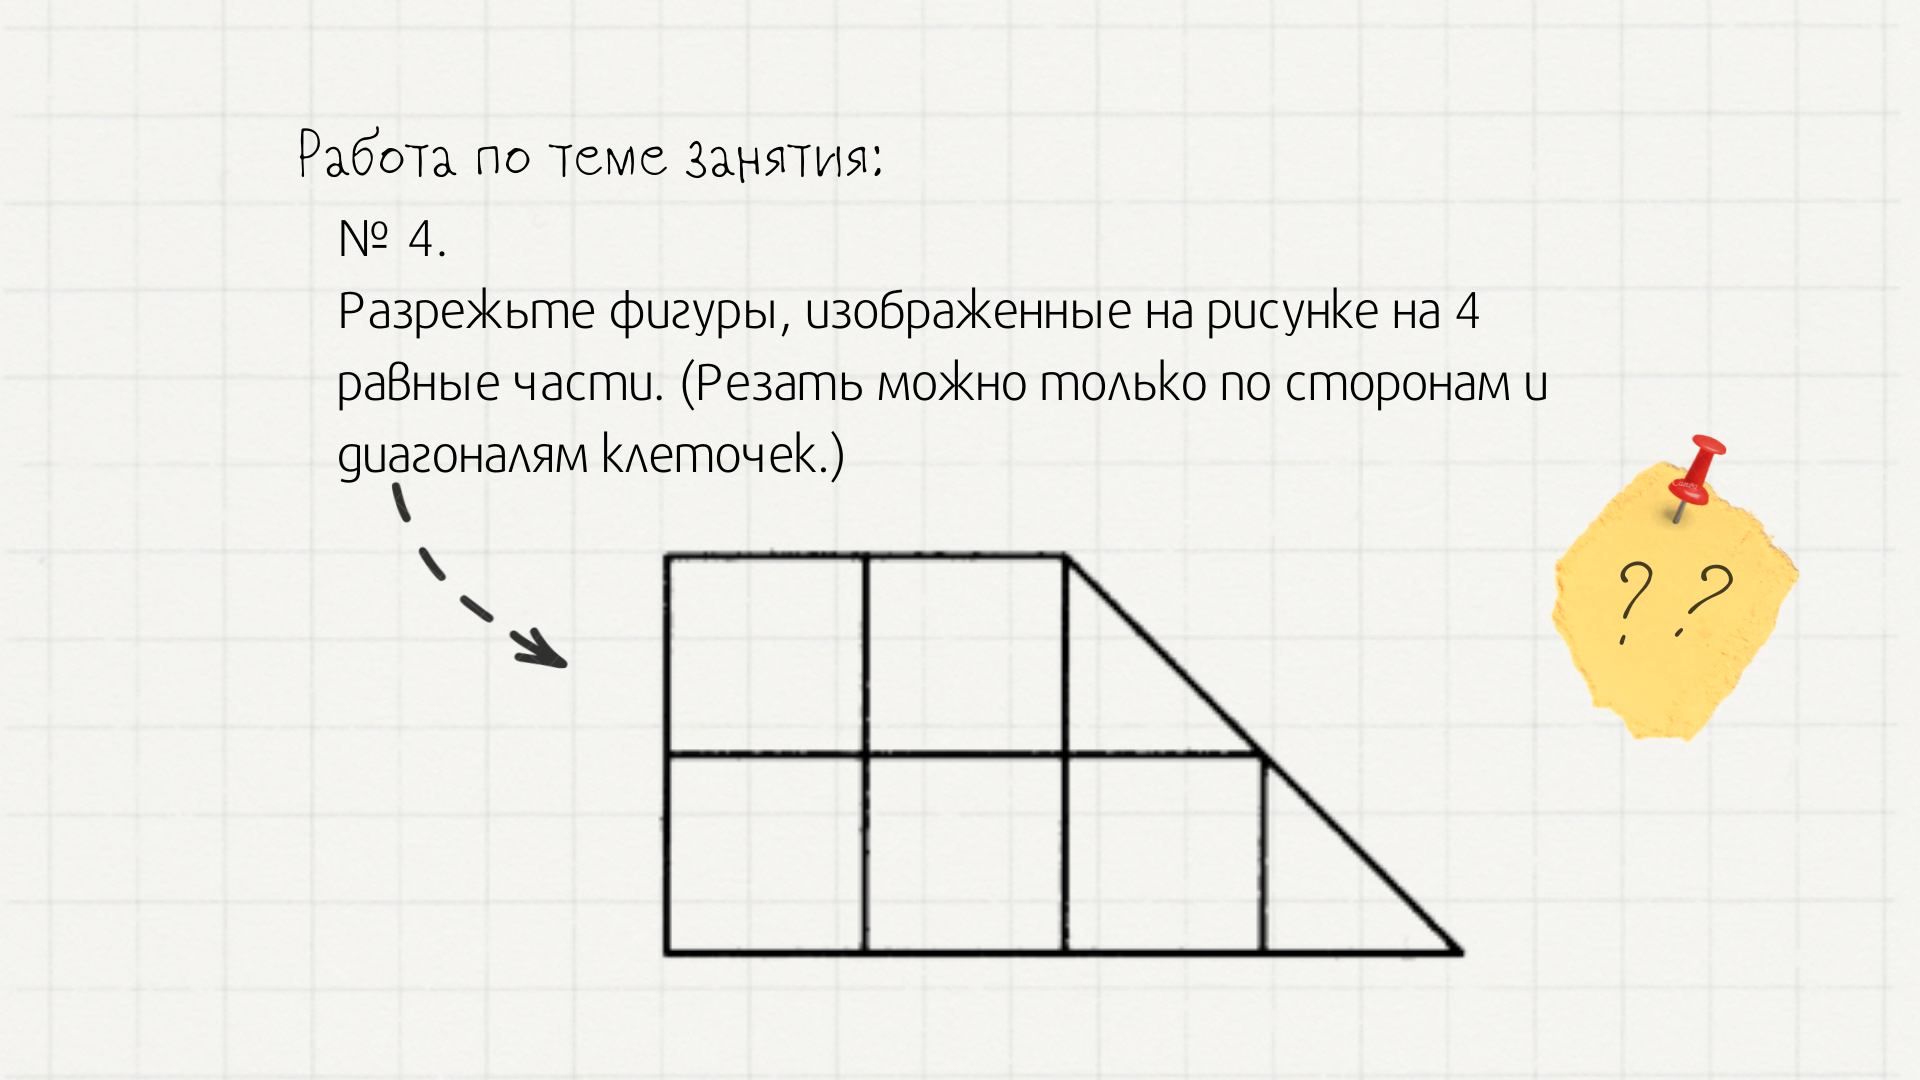 Работа по теме занятия:
№ 4.
Разрежьте фигуры, изображенные на рисунке на 4
равные части. (Резать можно только по сторонам и
диагоналям клеточек.)
Canva
? ?